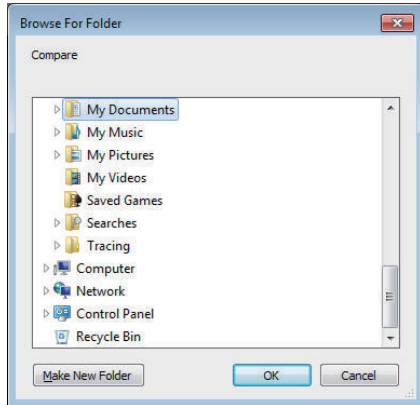 Browse For Folder
Compare
My Documents
My Music
My Pictures
My Videos
Saved Games
Searches
Tracing
Computer
Network
Control Panel
Recycle Bin
Make New Folder OK Cancel